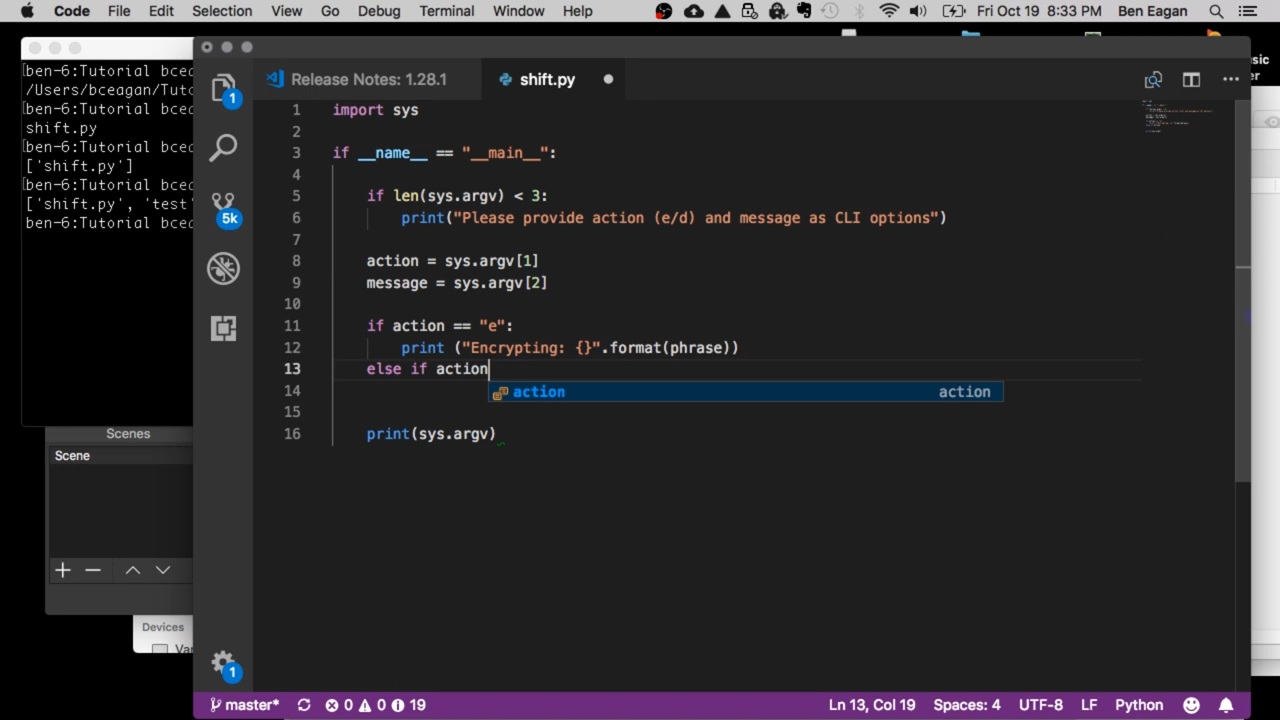 Code File Edit Selection View Go Debug Terminal Window Help Fri Oct 19 8:33 PM Ben Eagan
Release Notes: 1.28.1 shift.py
[ben-6:Tutorial
/Users/bceagan/
[ben-6:Tutorial
shift.py
[ben-6:Tutorial
['shift.py']
[ben-6:Tutorial
['shift.py', 'test'
ben-6:Tutorial
1
5k
1 import sys
2
3 if __name__ == "__main__":
4
5 if len(sys.argv) < 3:
6 print("Please provide action (e/d) and message as CLI options")
7
8 action = sys.argv[1]
9 message = sys.argv[2]
10
11 if action == "e":
12 print ("Encrypting: {}".format(phrase))
13 else if action
14 action action
15
16 print(sys.argv)
Scenes
Scene
Devices
1
master* 0 0 19 Ln 13, Col 19 Spaces: 4 UTF-8 LF Python